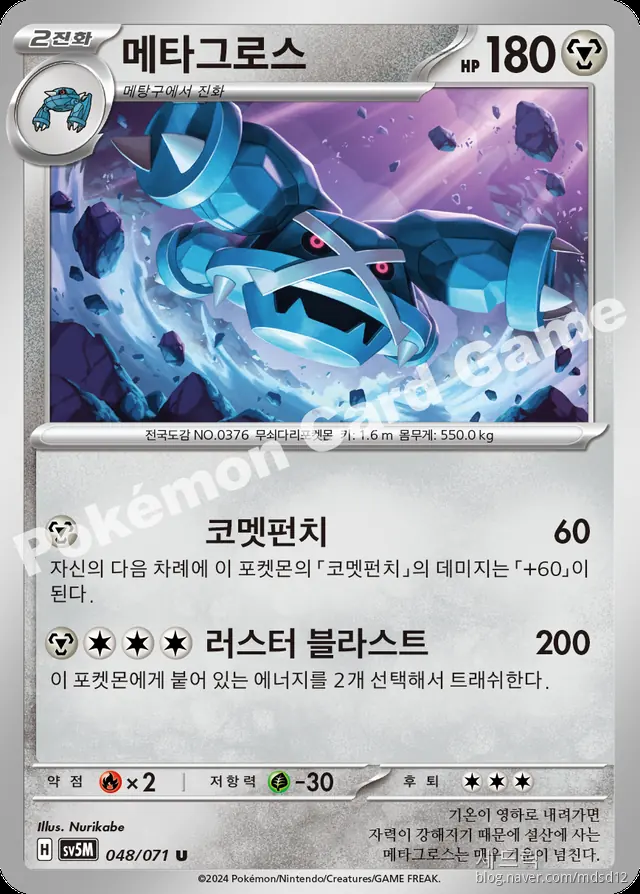 2진화
메타그로스
HP 180
메탕구에서 진화
전국도감 NO.0376 무쇠다리포켓몬 키: 1.6 m 몸무게: 550.0 kg
코멧펀치 60
자신의 다음 차례에 이 포켓몬의 「코멧펀치」의 데미지는 「+60」이
된다.
러스터 블라스트 200
이 포켓몬에게 붙어 있는 에너지를 2개 선택해서 트래쉬한다.
약 점 ×2 저항력 -30 후 퇴
Illus. Nurikabe
H sv5M 048/071 U
기온이 영하로 내려가면
자력이 강해지기 때문에 설산에 사는
메타그로스는 매우 기운이 넘친다.
©2024 Pokémon/Nintendo/Creatures/GAME FREAK.
Pokémon Card Game
blog.naver.com/mdsd12